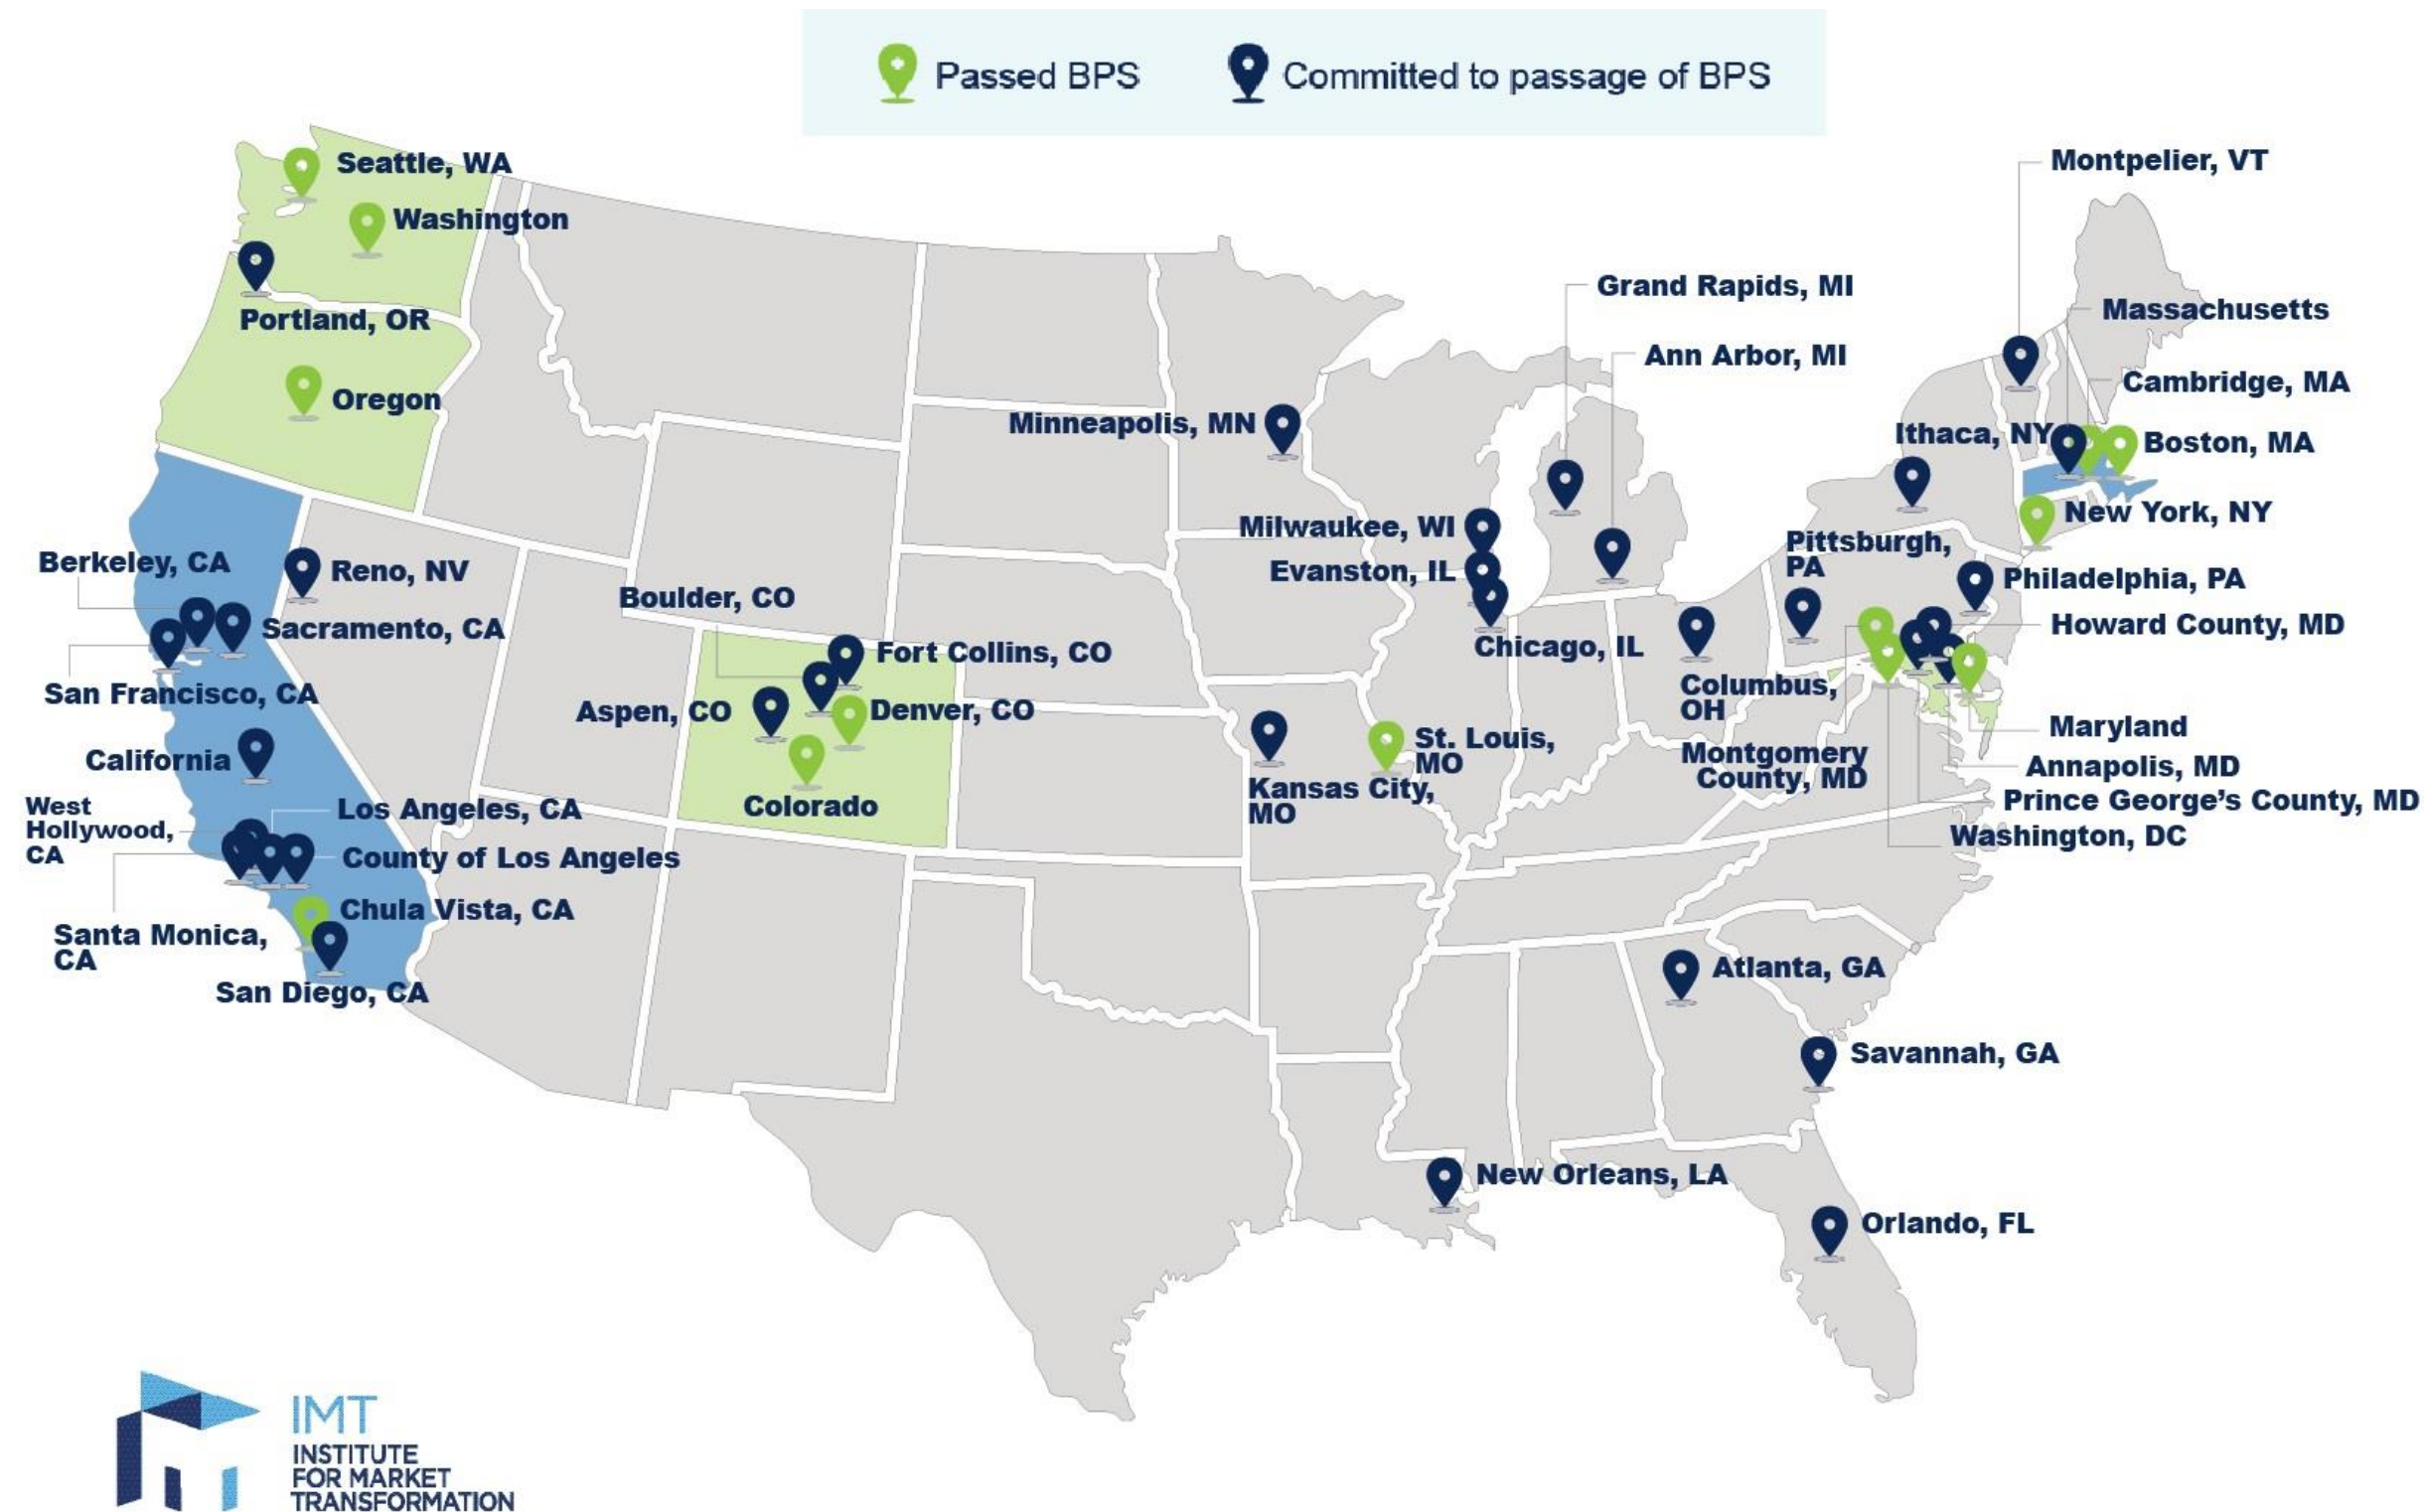 Passed BPS
Committed to passage of BPS
Seattle, WA
Washington
Portland, OR
Oregon
Berkeley, CA
Reno, NV
Sacramento, CA
San Francisco, CA
California
West
Hollywood,
CA
Los Angeles, CA
County of Los Angeles
Chula Vista, CA
Santa Monica,
CA
San Diego, CA
Boulder, CO
Fort Collins, CO
Aspen, CO
Denver, CO
Colorado
Minneapolis, MN
Milwaukee, WI
Evanston, IL
Chicago, IL
Grand Rapids, MI
Ann Arbor, MI
St. Louis,
MO
Kansas City,
MO
Columbus,
OH
Pittsburgh,
PA
Montpelier, VT
Massachusetts
Cambridge, MA
Ithaca, NY
Boston, MA
New York, NY
Philadelphia, PA
Howard County, MD
Maryland
Montgomery
County, MD
Annapolis, MD
Prince George’s County, MD
Washington, DC
Atlanta, GA
Savannah, GA
New Orleans, LA
Orlando, FL
IMT
INSTITUTE
FOR MARKET
TRANSFORMATION